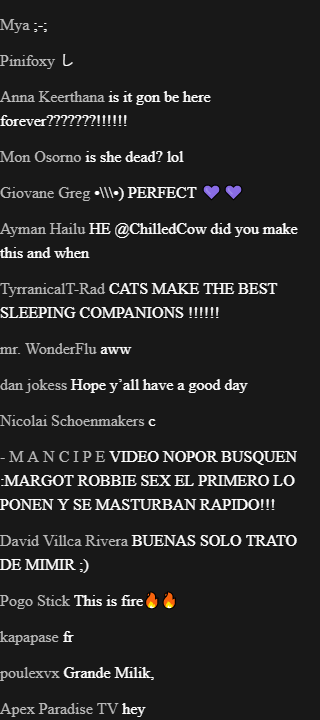 Mya ;-;
Pinifoxy し
Anna Keerthana is it gon be here
forever???????!!!!!!
Mon Osorno is she dead? lol
Giovane Greg •\\\•) PERFECT 💜 💜
Ayman Hailu HE @ChilledCow did you make
this and when
TyrranicalT-Rad CATS MAKE THE BEST
SLEEPING COMPANIONS !!!!!!
mr. WonderFlu aww
dan jokess Hope y’all have a good day
Nicolai Schoenmakers c
- M A N C I P E VIDEO NOPOR BUSQUEN
:MARGOT ROBBIE SEX EL PRIMERO LO
PONEN Y SE MASTURBAN RAPIDO!!!
David Villca Rivera BUENAS SOLO TRATO
DE MIMIR ;)
Pogo Stick This is fire🔥🔥
kapapase fr
poulexvx Grande Milik,
Apex Paradise TV hey